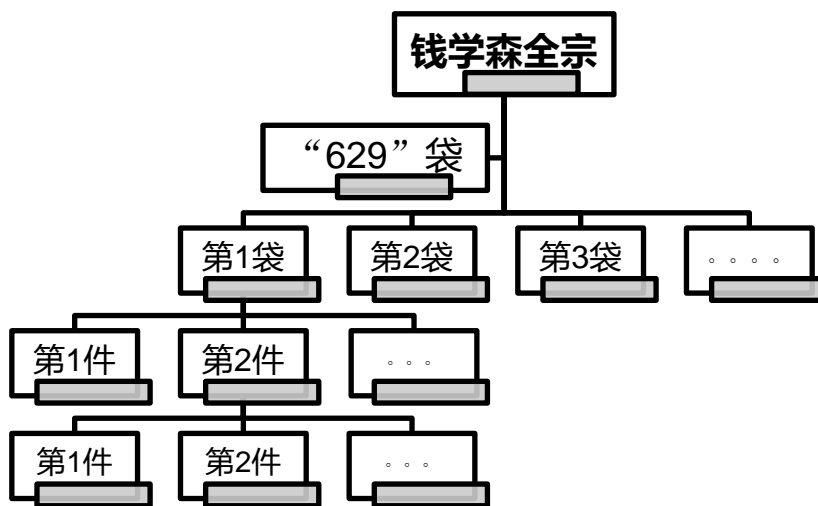 钱学森全宗
“629”袋
第1袋
第2袋
第3袋
。。。。
第1件
第2件
。。。
第1件
第2件
。。。